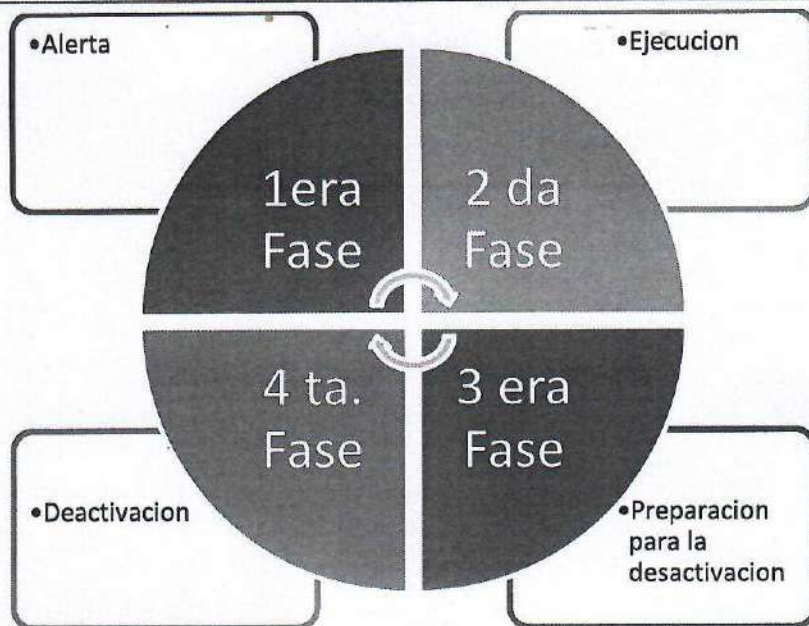 •Alerta
•Ejecucion
1era
Fase
2 da
Fase
4 ta.
Fase
3 era
Fase
•Deactivacion
•Preparacion
para la
desactivacion